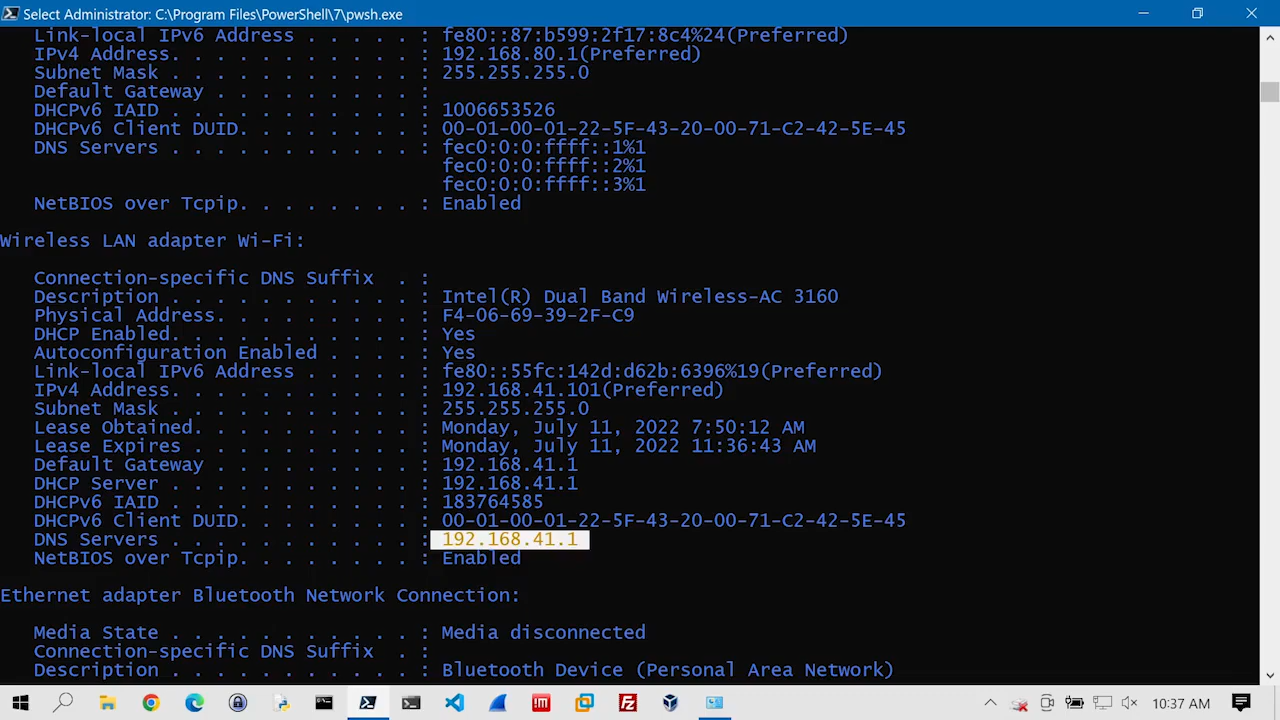 Select Administrator: C:\Program Files\PowerShell\7\pwsh.exe
Link-local IPv6 Address . . . . . : fe80::87:b599:2f17:8c4%24(Preferred)
IPv4 Address. . . . . . . . . . . : 192.168.80.1(Preferred)
Subnet Mask . . . . . . . . . . . : 255.255.255.0
Default Gateway . . . . . . . . . :
DHCPv6 IAID . . . . . . . . . . . : 1006653526
DHCPv6 Client DUID. . . . . . . . : 00-01-00-01-22-5F-43-20-00-71-C2-42-5E-45
DNS Servers . . . . . . . . . . . : fec0:0:0:ffff::1%1
fec0:0:0:ffff::2%1
fec0:0:0:ffff::3%1
NetBIOS over Tcpip. . . . . . . . : Enabled
Wireless LAN adapter Wi-Fi:
Connection-specific DNS Suffix . :
Description . . . . . . . . . . . : Intel(R) Dual Band Wireless-AC 3160
Physical Address. . . . . . . . . : F4-06-69-39-2F-C9
DHCP Enabled. . . . . . . . . . . : Yes
Autoconfiguration Enabled . . . . : Yes
Link-local IPv6 Address . . . . . : fe80::55fc:142d:d62b:6396%19(Preferred)
IPv4 Address. . . . . . . . . . . : 192.168.41.101(Preferred)
Subnet Mask . . . . . . . . . . . : 255.255.255.0
Lease Obtained. . . . . . . . . . : Monday, July 11, 2022 7:50:12 AM
Lease Expires . . . . . . . . . . : Monday, July 11, 2022 11:36:43 AM
Default Gateway . . . . . . . . . : 192.168.41.1
DHCP Server . . . . . . . . . . . : 192.168.41.1
DHCPv6 IAID . . . . . . . . . . . : 183764585
DHCPv6 Client DUID. . . . . . . . : 00-01-00-01-22-5F-43-20-00-71-C2-42-5E-45
DNS Servers . . . . . . . . . . . : 192.168.41.1
NetBIOS over Tcpip. . . . . . . . : Enabled
Ethernet adapter Bluetooth Network Connection:
Media State . . . . . . . . . . . : Media disconnected
Connection-specific DNS Suffix . :
Description . . . . . . . . . . . : Bluetooth Device (Personal Area Network)
10:37 AM